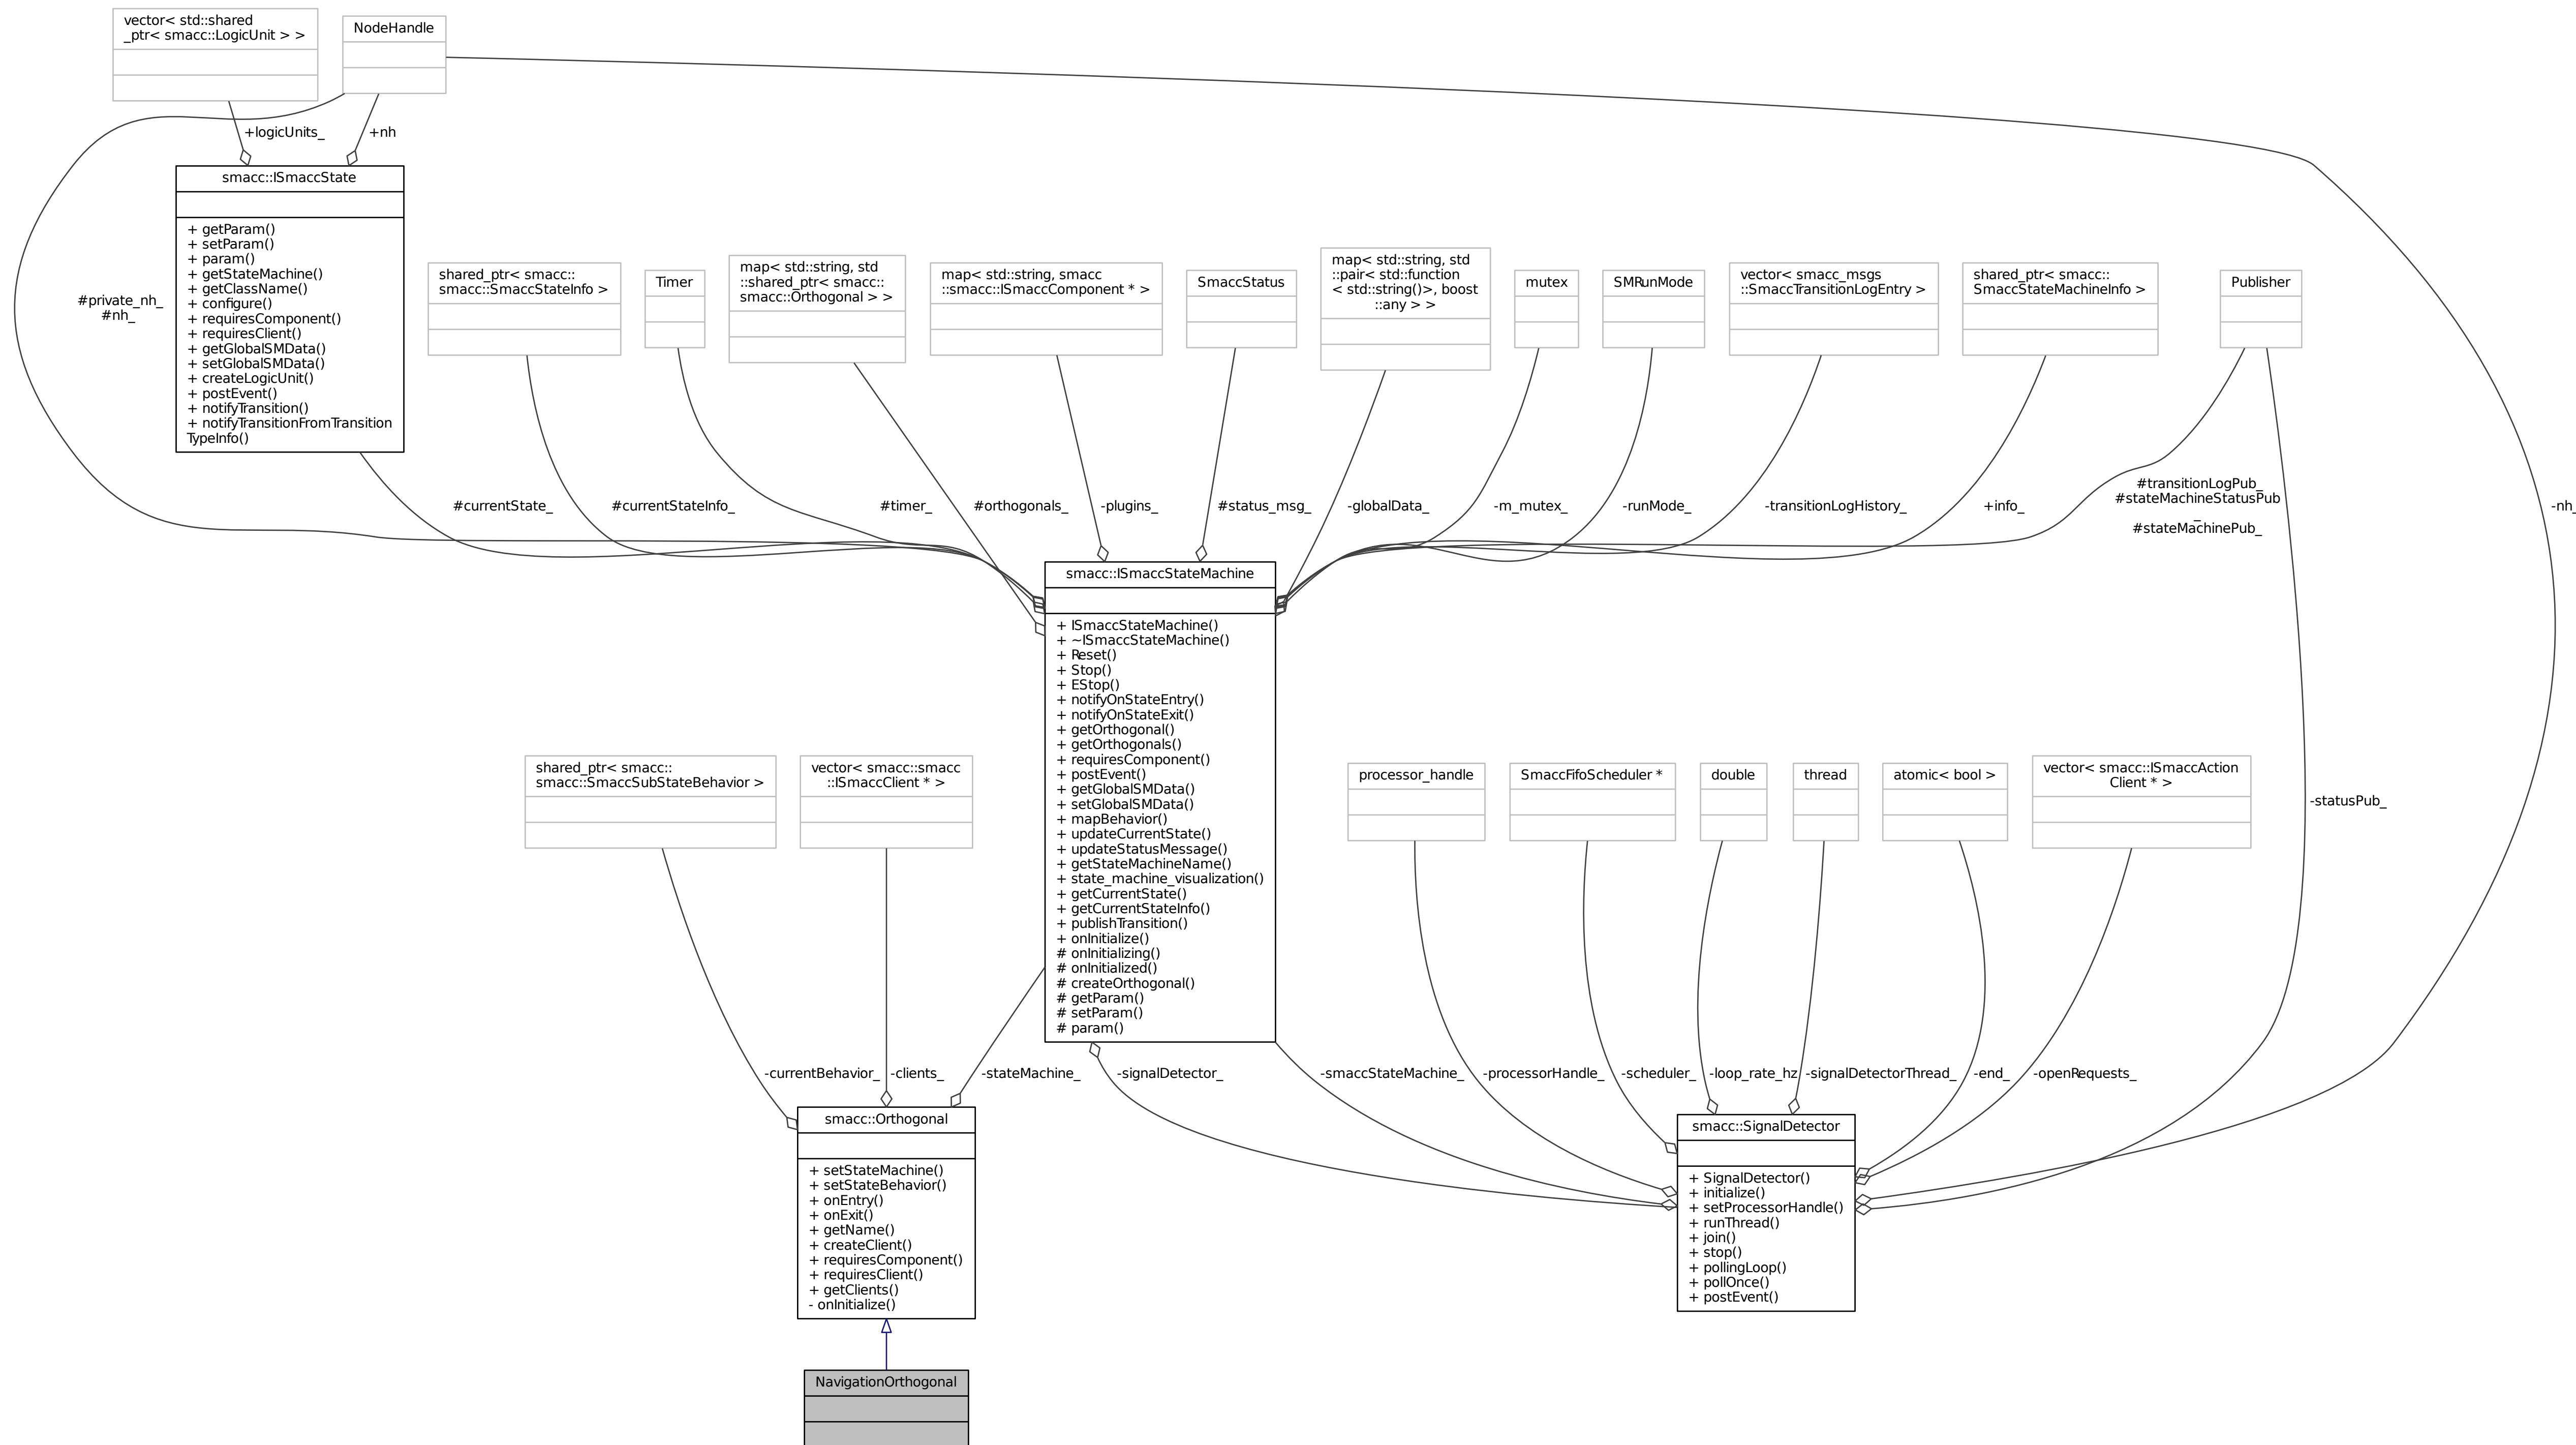 vector< std::shared
_ptr< smacc::LogicUnit > >
NodeHandle
+logicUnits_
+nh
smacc::ISmaccState
+ getParam()
+ setParam()
+ param()
+ getStateMachine()
+ getClassName()
+ configure()
+ requiresComponent()
+ requiresClient()
+ getGlobalSMData()
+ setGlobalSMData()
+ createLogicUnit()
+ postEvent()
+ notifyTransition()
+ notifyTransitionFromTransition
TypeInfo()
#private_nh_
#nh_
shared_ptr< smacc::
smacc::SmaccStateInfo >
Timer
map< std::string, std
::shared_ptr< smacc::
smacc::Orthogonal > >
map< std::string, smacc
::smacc::ISmaccComponent * >
SmaccStatus
map< std::string, std
::pair< std::function
< std::string()>, boost
::any > >
mutex
SMRunMode
vector< smacc_msgs
::SmaccTransitionLogEntry >
shared_ptr< smacc::
SmaccStateMachineInfo >
Publisher
#currentState_
#currentStateInfo_
#timer_
#orthogonals_
-plugins_
#status_msg_
-globalData_
-m_mutex_
-runMode_
-transitionLogHistory_
+info_
#transitionLogPub_
#stateMachineStatusPub
_
#stateMachinePub_
-nh_
smacc::ISmaccStateMachine
+ ISmaccStateMachine()
+ ~ISmaccStateMachine()
+ Reset()
+ Stop()
+ EStop()
+ notifyOnStateEntry()
+ notifyOnStateExit()
+ getOrthogonal()
+ getOrthogonals()
+ requiresComponent()
+ postEvent()
+ getGlobalSMData()
+ setGlobalSMData()
+ mapBehavior()
+ updateCurrentState()
+ updateStatusMessage()
+ getStateMachineName()
+ state_machine_visualization()
+ getCurrentState()
+ getCurrentStateInfo()
+ publishTransition()
+ onInitialize()
# onInitializing()
# onInitialized()
# createOrthogonal()
# getParam()
# setParam()
# param()
shared_ptr< smacc::
smacc::SmaccSubStateBehavior >
vector< smacc::smacc
::ISmaccClient * >
processor_handle
SmaccFifoScheduler *
double
thread
atomic< bool >
vector< smacc::ISmaccAction
Client * >
-statusPub_
-currentBehavior_
-clients_
-stateMachine_
-signalDetector_
-smaccStateMachine_
-processorHandle_
-scheduler_
-loop_rate_hz
-signalDetectorThread_
-end_
-openRequests_
smacc::Orthogonal
+ setStateMachine()
+ setStateBehavior()
+ onEntry()
+ onExit()
+ getName()
+ createClient()
+ requiresComponent()
+ requiresClient()
+ getClients()
- onInitialize()
smacc::SignalDetector
+ SignalDetector()
+ initialize()
+ setProcessorHandle()
+ runThread()
+ join()
+ stop()
+ pollingLoop()
+ pollOnce()
+ postEvent()
NavigationOrthogonal